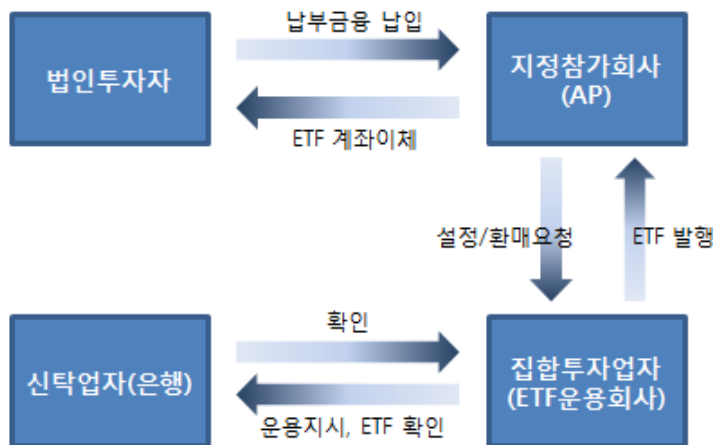 납부금융 납입
법인투자자
지정참가회사
(AP)
ETF 계좌이체
설정/환매요청
ETF 발행
확인
신탁업자(은행)
집합투자업자
(ETF운용회사)
운용지시, ETF 확인